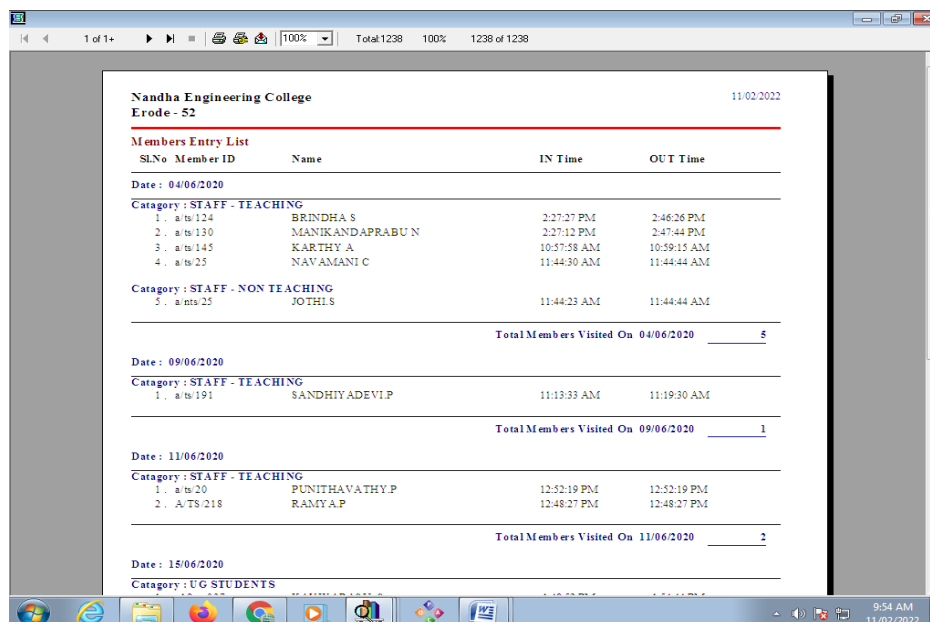 1 of 1+ 100% Total:1238 100% 1238 of 1238
Nandha Engineering College 11/02/2022
Erode - 52
Members Entry List
Sl.No Member ID Name IN Time OUT Time
Date : 04/06/2020
Catagory : STAFF - TEACHING
1 . a/ts/124 BRINDHA S 2:27:27 PM 2:46:26 PM
2 . a/ts/130 MANIKANDAPRABU N 2:27:12 PM 2:47:44 PM
3 . a/ts/145 KARTHY A 10:57:58 AM 10:59:15 AM
4 . a/ts/25 NAVAMANI C 11:44:30 AM 11:44:44 AM
Catagory : STAFF - NON TEACHING
5 . a/nts/25 JOTHI.S 11:44:23 AM 11:44:44 AM
Total Members Visited On 04/06/2020 5
Date : 09/06/2020
Catagory : STAFF - TEACHING
1 . a/ts/191 SANDHIYADEVI.P 11:13:33 AM 11:19:30 AM
Total Members Visited On 09/06/2020 1
Date : 11/06/2020
Catagory : STAFF - TEACHING
1 . a/ts/20 PUNITHAVATHY.P 12:52:19 PM 12:52:19 PM
2 . A/TS/218 RAMYA.P 12:48:27 PM 12:48:27 PM
Total Members Visited On 11/06/2020 2
Date : 15/06/2020
Catagory : UG STUDENTS
9:54 AM
11/02/2022